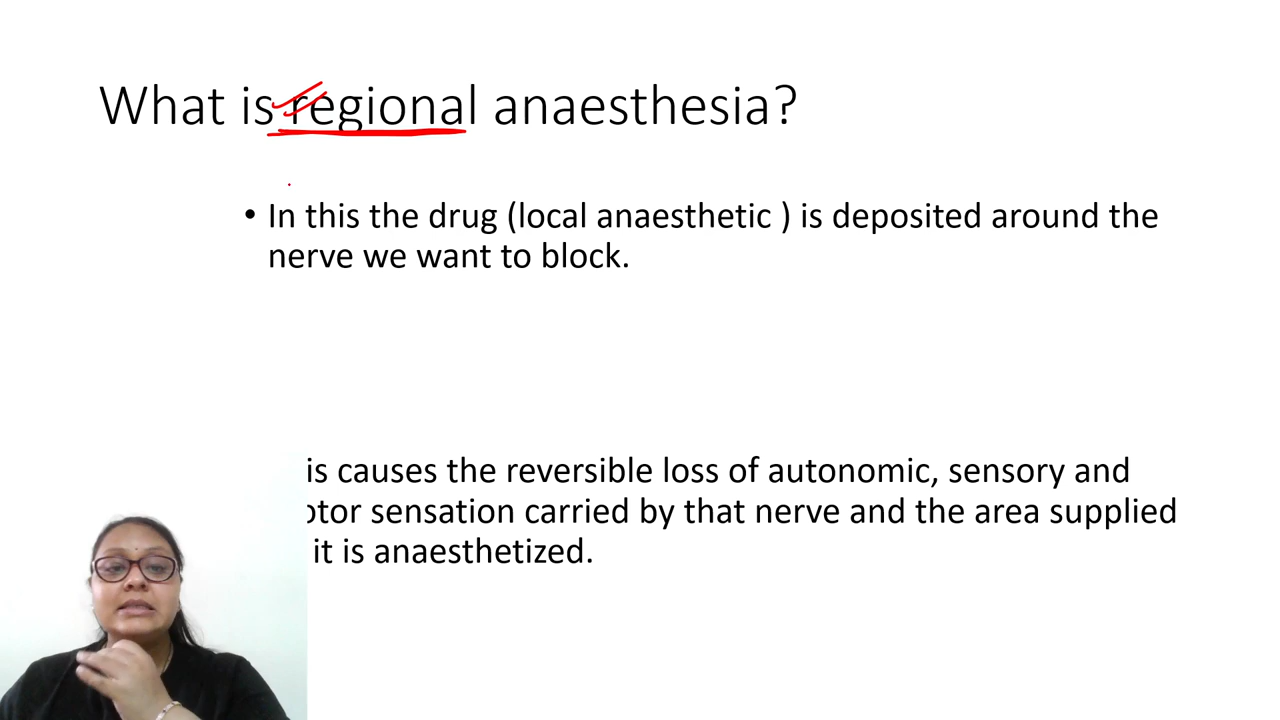 What is regional anaesthesia?
• In this the drug (local anaesthetic ) is deposited around the
nerve we want to block.
is causes the reversible loss of autonomic, sensory and
otor sensation carried by that nerve and the area supplied
it is anaesthetized.